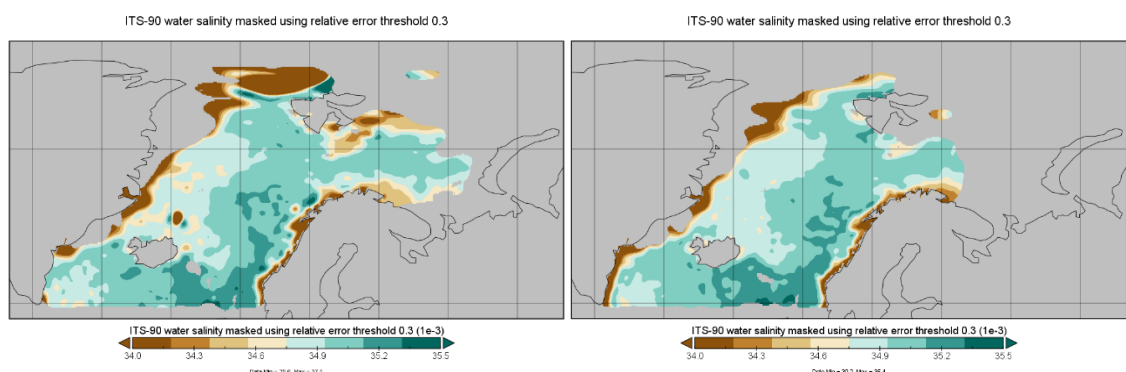 ITS-90 water salinity masked using relative error threshold 0.3
ITS-90 water salinity masked using relative error threshold 0.3 (1e-3)
34.0 34.3 34.6 34.9 35.2 35.5
ITS-90 water salinity masked using relative error threshold 0.3
ITS-90 water salinity masked using relative error threshold 0.3 (1e-3)
34.0 34.3 34.6 34.9 35.2 35.5